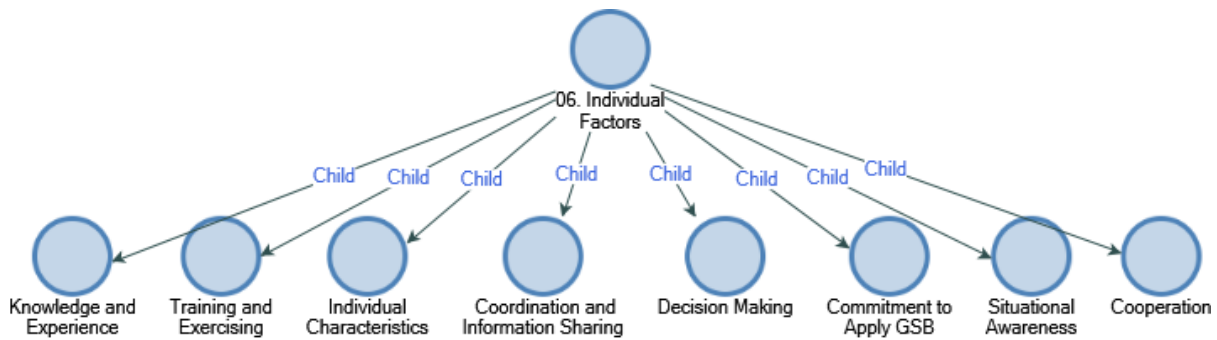 06. Individual
Factors
Child
Child
Child
Child
Child
Child
Child
Child
Knowledge and
Experience
Training and
Exercising
Individual
Characteristics
Coordination and
Information Sharing
Decision Making
Commitment to
Apply GSB
Situational
Awareness
Cooperation